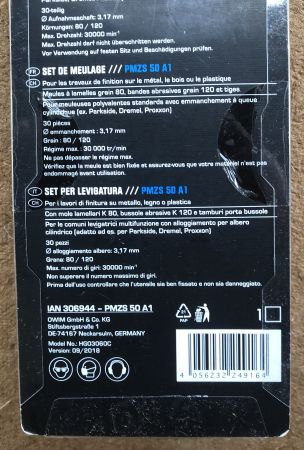 30-teilig
Ø Aufnahmeschaft: 3,17 mm
Körnungen: 80 / 120
Max. Drehzahl: 30000 min⁻¹
Max. Drehzahl darf nicht überschritten werden.
Vor Verwendung auf festen Sitz und Beschädigungen prüfen.
FR CH SET DE MEULAGE /// PMZS 50 A1
Pour les travaux de finition sur le métal, le bois ou le plastique
Meules à lamelles grain 80, bandes abrasives grain 120 et tiges
Pour meuleuses polyvalentes standards avec emmanchement à queue
cylindrique (ex. Parkside, Dremel, Proxxon)
30 pièces
Ø emmanchement : 3,17 mm
Grain : 80 / 120
Régime max. : 30 000 tr/min
Ne pas dépasser le régime max.
Vérifiez que la meule est bien fixée et assurez-vous que votre matériel n'est pas
endommagé avant utilisation.
IT CH SET PER LEVIGATURA /// PMZS 50 A1
Per i lavori di finitura su metallo, legno o plastica
Con mole lamellari K 80, bussole abrasive K 120 e tamburi porta bussole
Per le comuni levigatrici multifunzione con alloggiamento per albero
cilindrico (adatto ad es. per Parkside, Dremel, Proxxon)
30 pezzi
Ø alloggiamento albero: 3,17 mm
Grana: 80 / 120
Numero max. di giri: 30000 min⁻¹
Non superare il massimo numero di giri.
Prima dell'uso controllare che l'utensile sia ben fissato e non sia danneggiato.
IAN 306944 – PMZS 50 A1
OWIM GmbH & Co. KG
Stiftsbergstraße 1
DE-74167 Neckarsulm, GERMANY
Model No.: HG03060C
Version: 09/2018
PAP
1
4 056232 249164